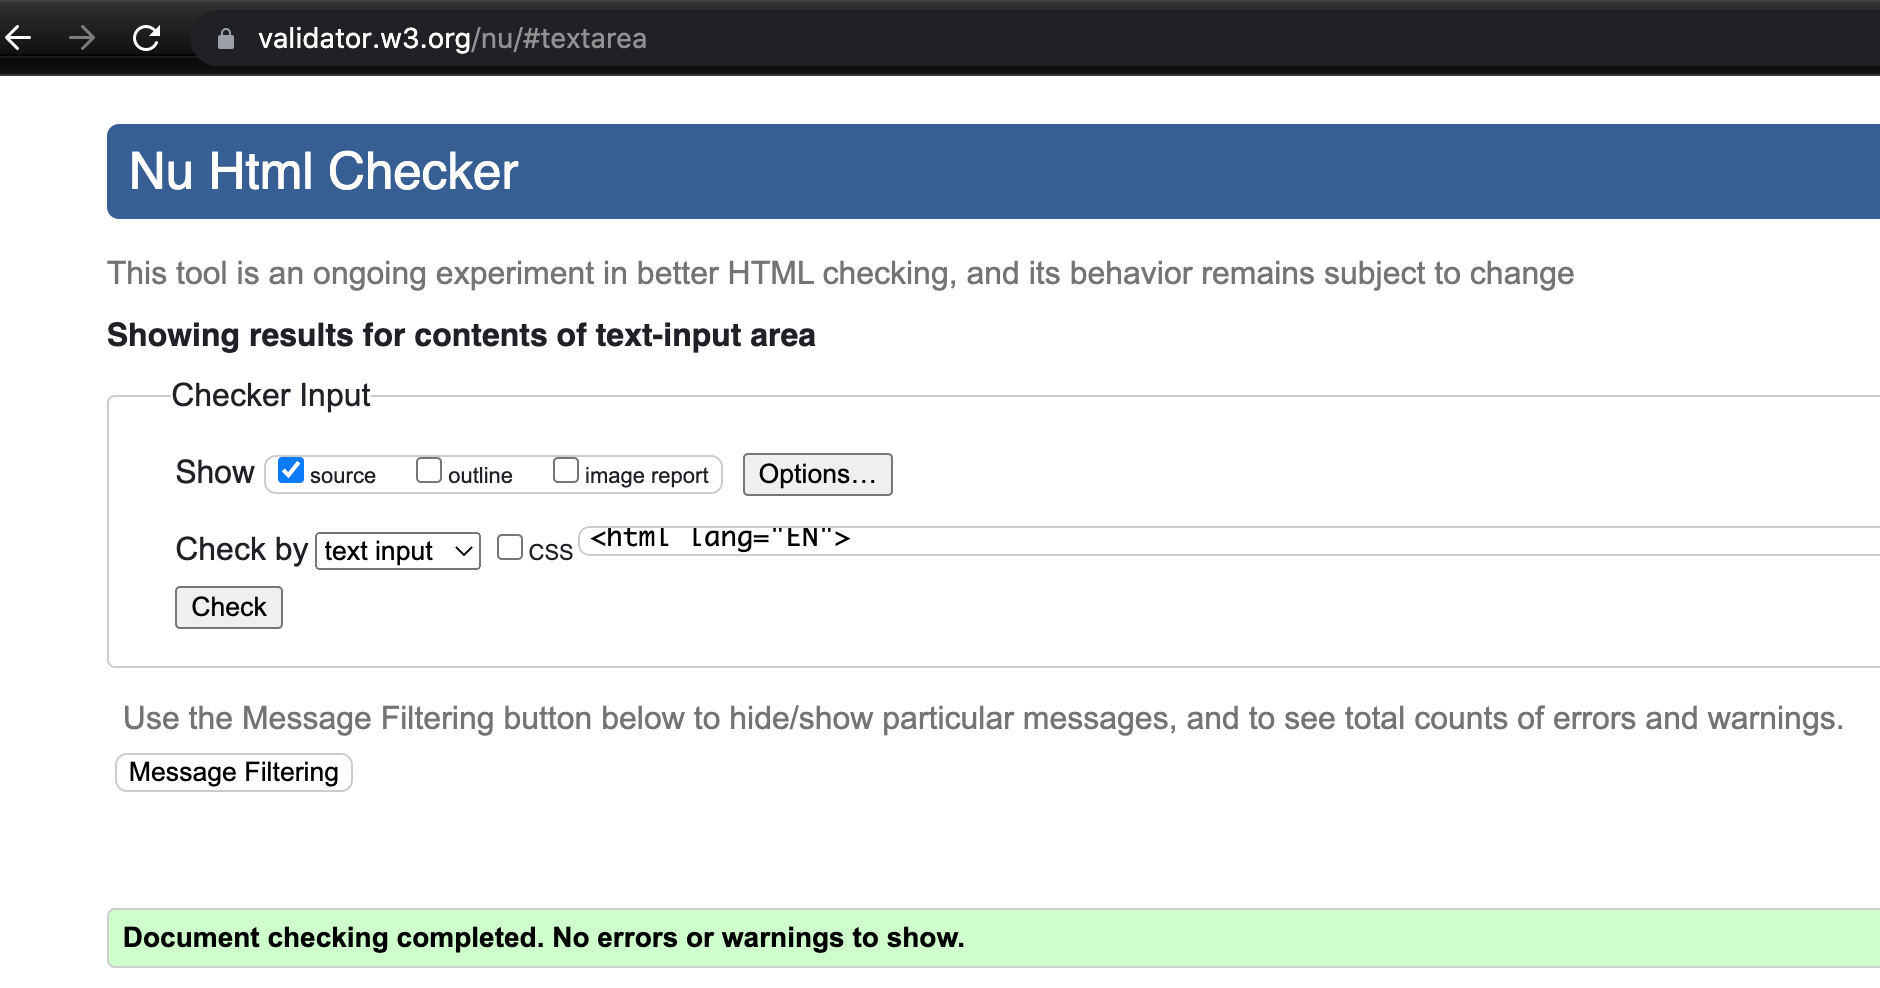 validator.w3.org/nu/#textarea
Nu Html Checker
This tool is an ongoing experiment in better HTML checking, and its behavior remains subject to change
Showing results for contents of text-input area
Checker Input
Show source outline image report Options...
Check by text input CSS <html lang="EN">
Check
Use the Message Filtering button below to hide/show particular messages, and to see total counts of errors and warnings.
Message Filtering
Document checking completed. No errors or warnings to show.